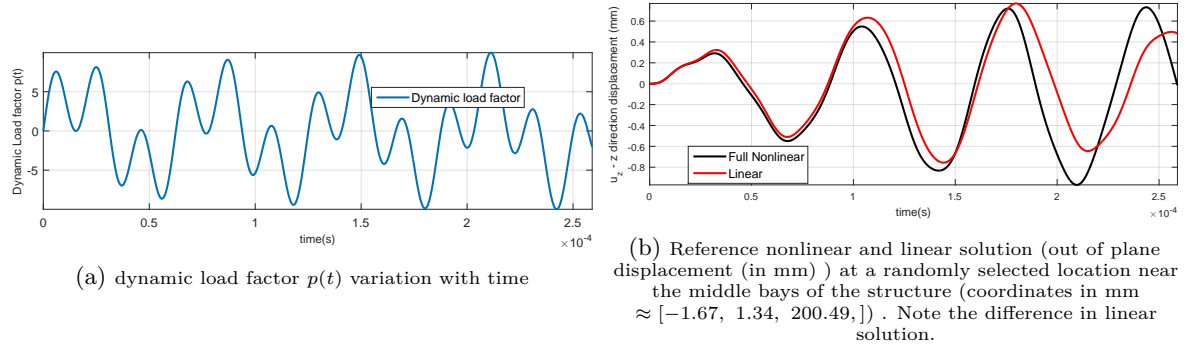 Dynamic Load factor p(t)
5
0
-5
Dynamic load factor
0
0.5
1
1.5
2
2.5
time(s)
×10⁻⁴
(a) dynamic load factor p(t) variation with time
u_z - z direction displacement (mm)
0.6
0.4
0.2
0
-0.2
-0.4
-0.6
-0.8
Full Nonlinear
Linear
0
0.5
1
1.5
2
2.5
time(s)
×10⁻⁴
(b) Reference nonlinear and linear solution (out of plane
displacement (in mm) ) at a randomly selected location near
the middle bays of the structure (coordinates in mm
≈ [−1.67, 1.34, 200.49,]) . Note the difference in linear
solution.